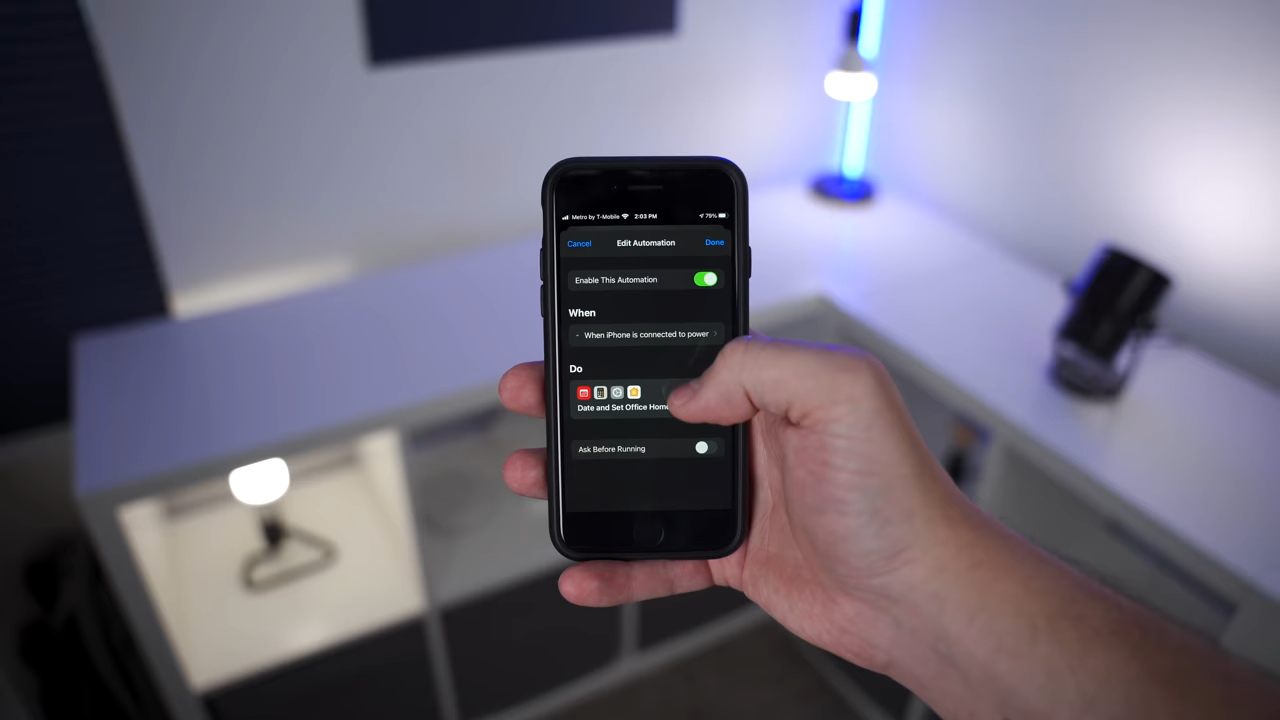 Metro by T-Mobile 2:03 PM 79%
Cancel Edit Automation Done
Enable This Automation
When
When iPhone is connected to power
Do
Date and Set Office Home
Ask Before Running